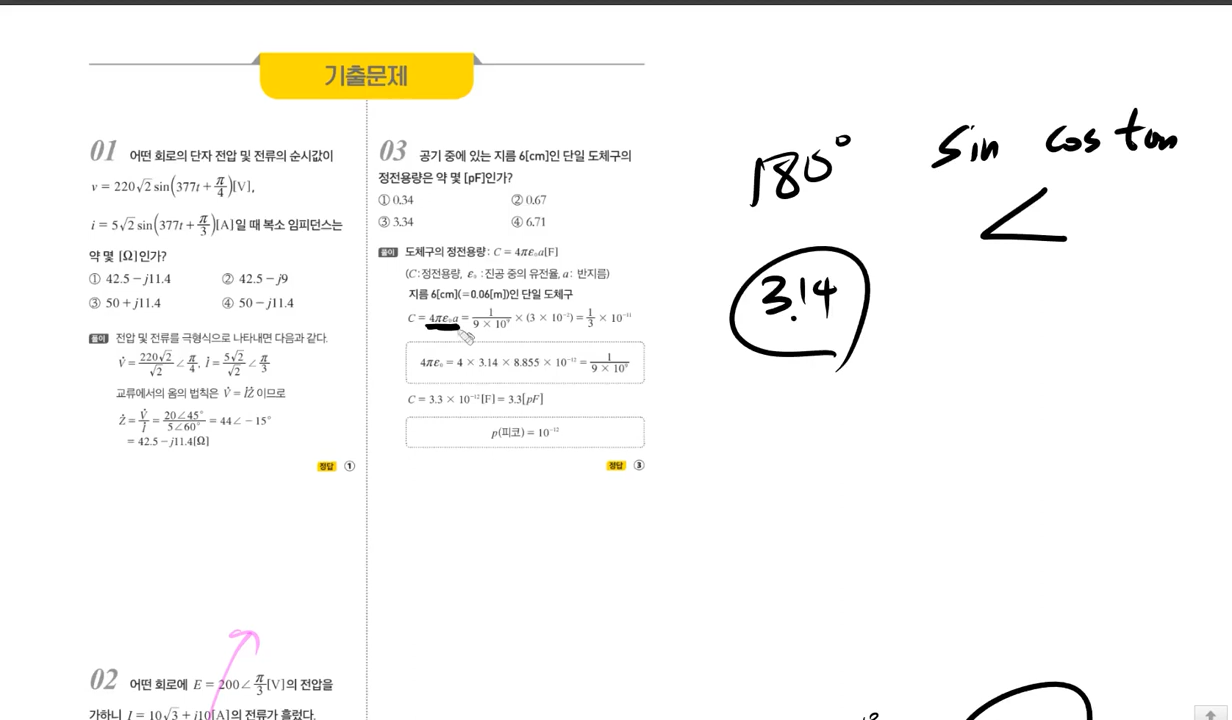 기출문제
01 어떤 회로의 단자 전압 및 전류의 순시값이
v = 220√2 sin(377t + π/4)[V],
i = 5√2 sin(377t + π/3)[A]일 때 복소 임피던스는
약 몇 [Ω]인가?
① 42.5 − j11.4 ② 42.5 − j9
③ 50 + j11.4 ④ 50 − j11.4
풀이 전압 및 전류를 극형식으로 나타내면 다음과 같다.
V̇ = 220√2/√2 ∠ π/4, İ = 5√2/√2 ∠ π/3
교류에서의 옴의 법칙은 V̇ = İŻ 이므로
Ż = V̇/İ = 20∠45°/5∠60° = 44∠ − 15°
= 42.5 − j11.4[Ω]
정답 ①
02 어떤 회로에 E = 200∠ π/3 [V]의 전압을
가하니 I = 10√3 + j10[A]의 전류가 흘렀다.
03 공기 중에 있는 지름 6[cm]인 단일 도체구의
정전용량은 약 몇 [pF]인가?
① 0.34 ② 0.67
③ 3.34 ④ 6.71
풀이 도체구의 정전용량: C = 4πε₀a[F]
(C: 정전용량, ε₀ : 진공 중의 유전율, a : 반지름)
지름 6[cm](=0.06[m])인 단일 도체구
C = 4πε₀a = 1/(9 × 10⁹) × (3 × 10⁻²) = 1/3 × 10⁻¹¹
4πε₀ = 4 × 3.14 × 8.855 × 10⁻¹² = 1/(9 × 10⁹)
C = 3.3 × 10⁻¹²[F] = 3.3[pF]
p(피코) = 10⁻¹²
정답 ③
180° sin cos tan
3.14